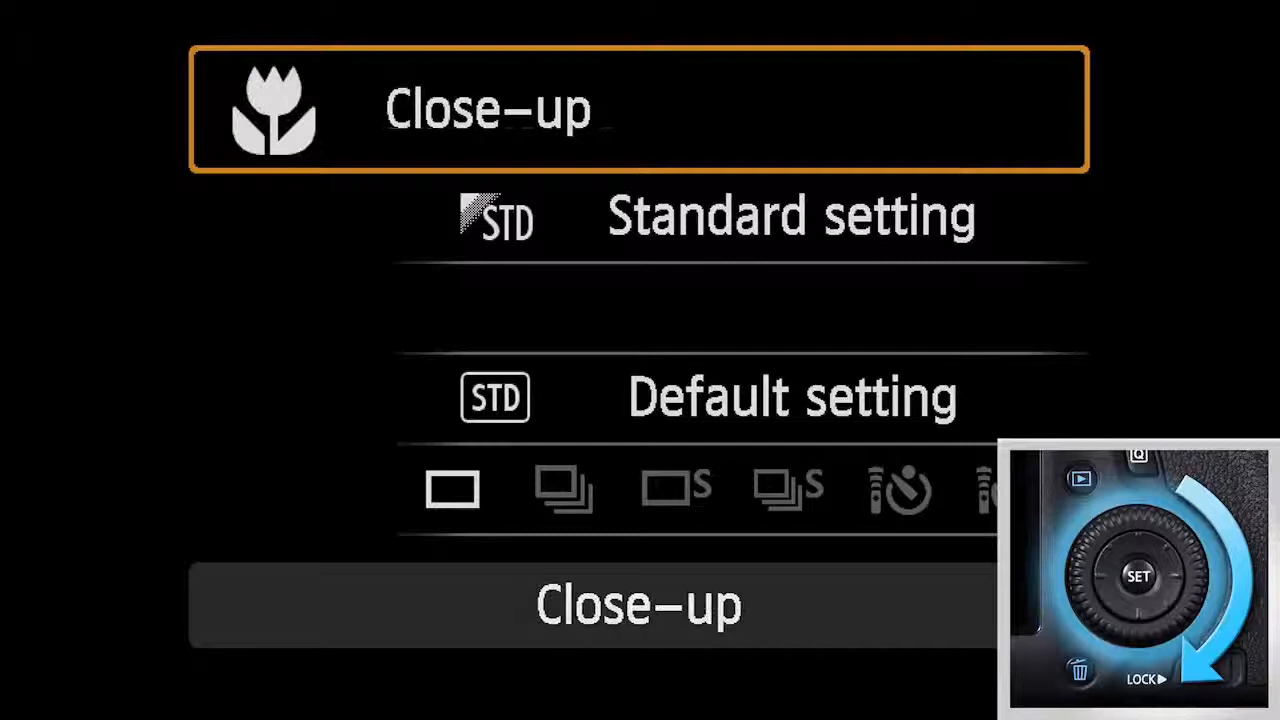 Close-up
STD Standard setting
STD Default setting
S S
Close-up
Q
SET
LOCK